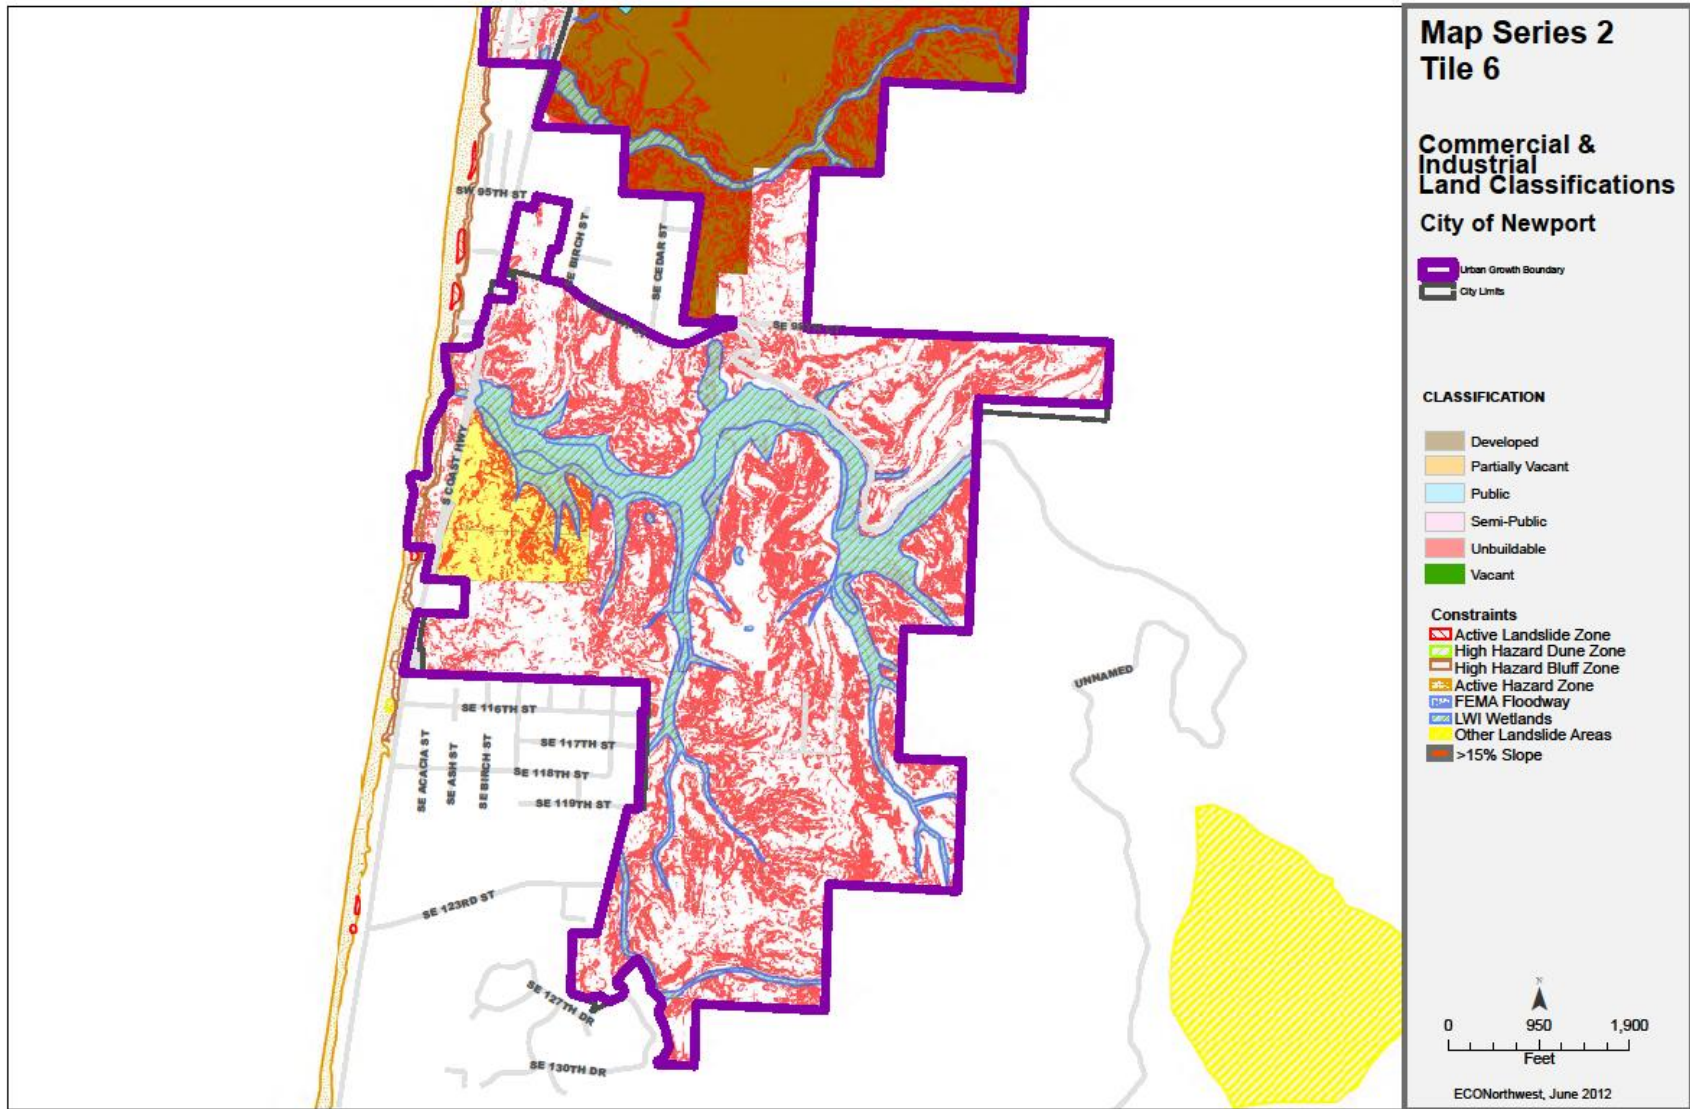 Map Series 2
Tile 6
Commercial &
Industrial
Land Classifications
City of Newport
Urban Growth Boundary
City Limits
CLASSIFICATION
Developed
Partially Vacant
Public
Semi-Public
Unbuildable
Vacant
Constraints
Active Landslide Zone
High Hazard Dune Zone
High Hazard Bluff Zone
Active Hazard Zone
FEMA Floodway
LWI Wetlands
Other Landslide Areas
>15% Slope
N
0 950 1,900
Feet
ECONorthwest, June 2012
SW 95TH ST
SE BIRCH ST
SE CEDAR ST
S COAST HWY
UNNAMED
SE 116TH ST
SE 117TH ST
SE 118TH ST
SE 119TH ST
SE ACACIA ST
SE ASH ST
SE BIRCH ST
SE 123RD ST
SE 127TH DR
SE 130TH DR